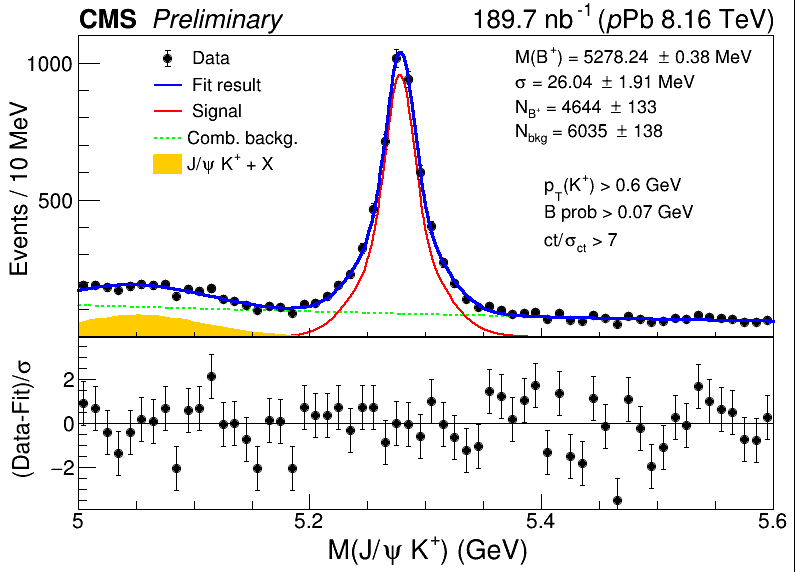 CMS Preliminary 189.7 nb⁻¹ (pPb 8.16 TeV)
Events / 10 MeV
1000
500
Data
Fit result
Signal
Comb. backg.
J/ψ K⁺ + X
M(B⁺) = 5278.24 ± 0.38 MeV
σ = 26.04 ± 1.91 MeV
N_B⁺ = 4644 ± 133
N_bkg = 6035 ± 138
p_T(K⁺) > 0.6 GeV
B prob > 0.07 GeV
ct/σ_ct > 7
(Data-Fit)/σ
2
0
−2
5 5.2 5.4 5.6
M(J/ψ K⁺) (GeV)